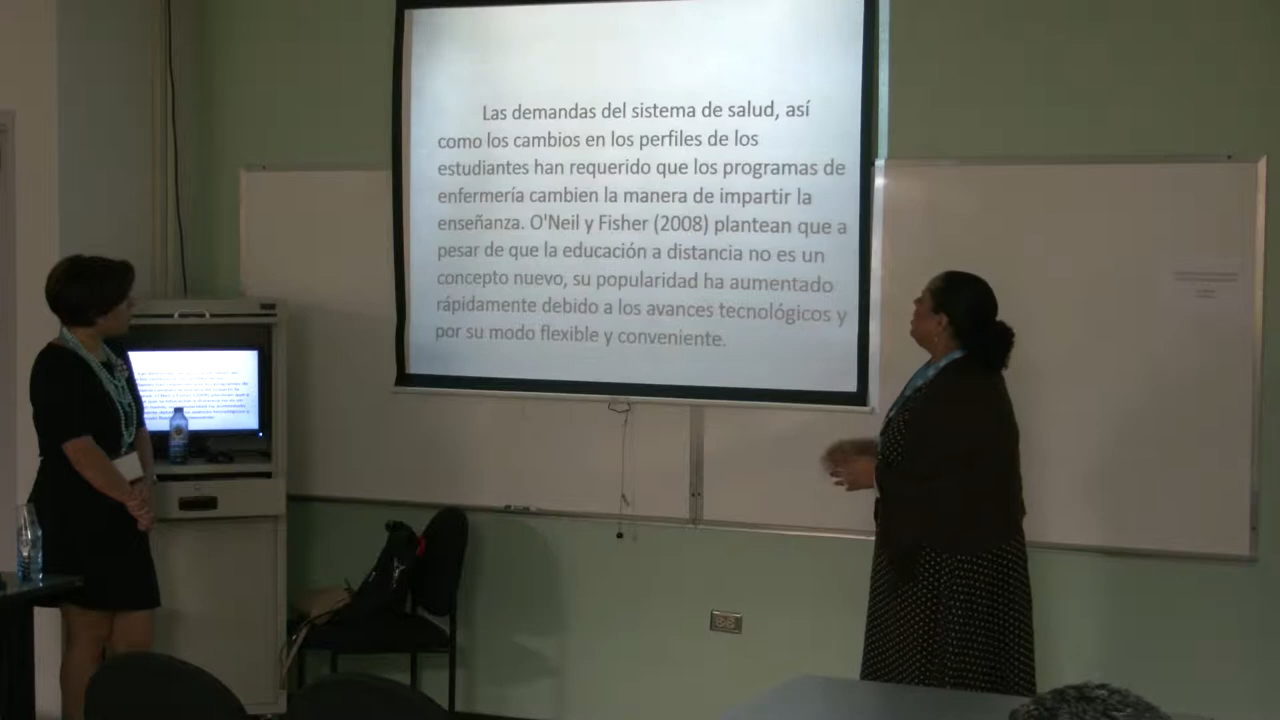 Las demandas del sistema de salud, así
como los cambios en los perfiles de los
estudiantes han requerido que los programas de
enfermería cambien la manera de impartir la
enseñanza. O'Neil y Fisher (2008) plantean que a
pesar de que la educación a distancia no es un
concepto nuevo, su popularidad ha aumentado
rápidamente debido a los avances tecnológicos y
por su modo flexible y conveniente.